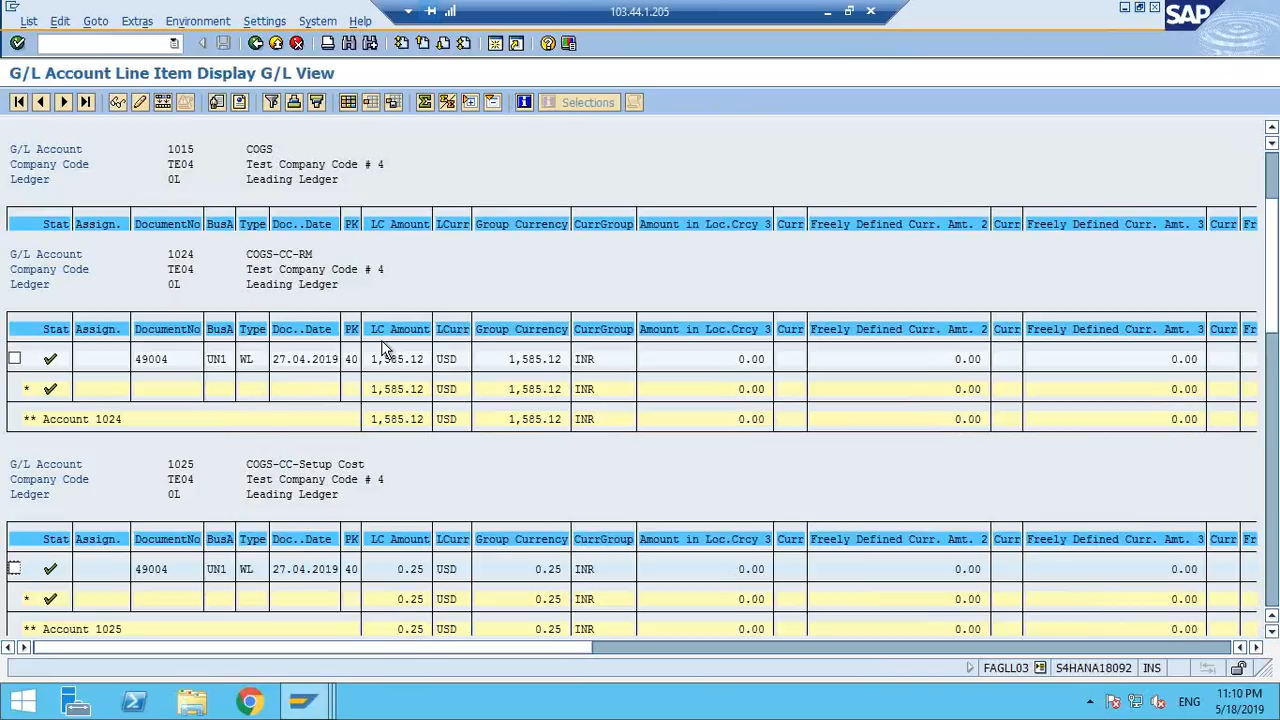 103.44.1.205
List Edit Goto Extras Environment Settings System Help
SAP
G/L Account Line Item Display G/L View
Selections
G/L Account 1015 COGS
Company Code TE04 Test Company Code # 4
Ledger 0L Leading Ledger
Stat Assign. DocumentNo BusA Type Doc..Date PK LC Amount LCurr Group Currency CurrGroup Amount in Loc.Crcy 3 Curr Freely Defined Curr. Amt. 2 Curr Freely Defined Curr. Amt. 3 Curr Fr
G/L Account 1024 COGS-CC-RM
Company Code TE04 Test Company Code # 4
Ledger 0L Leading Ledger
Stat Assign. DocumentNo BusA Type Doc..Date PK LC Amount LCurr Group Currency CurrGroup Amount in Loc.Crcy 3 Curr Freely Defined Curr. Amt. 2 Curr Freely Defined Curr. Amt. 3 Curr Fr
49004 UN1 WL 27.04.2019 40 1,585.12 USD 1,585.12 INR 0.00 0.00 0.00
* 1,585.12 USD 1,585.12 INR 0.00 0.00 0.00
** Account 1024 1,585.12 USD 1,585.12 INR 0.00 0.00 0.00
G/L Account 1025 COGS-CC-Setup Cost
Company Code TE04 Test Company Code # 4
Ledger 0L Leading Ledger
Stat Assign. DocumentNo BusA Type Doc..Date PK LC Amount LCurr Group Currency CurrGroup Amount in Loc.Crcy 3 Curr Freely Defined Curr. Amt. 2 Curr Freely Defined Curr. Amt. 3 Curr Fr
49004 UN1 WL 27.04.2019 40 0.25 USD 0.25 INR 0.00 0.00 0.00
* 0.25 USD 0.25 INR 0.00 0.00 0.00
** Account 1025 0.25 USD 0.25 INR 0.00 0.00 0.00
FAGLL03 S4HANA18092 INS
ENG 11:10 PM
5/18/2019